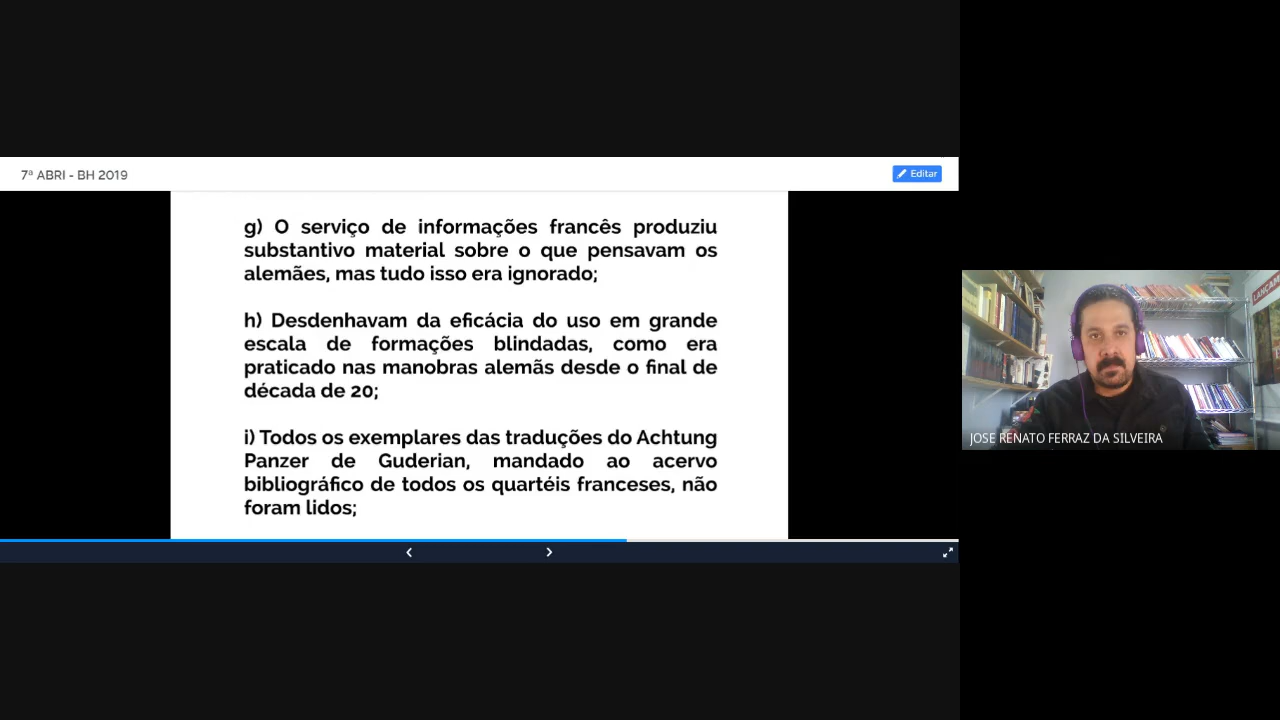 7ª ABRI - BH 2019
Editar
g) O serviço de informações francês produziu
substantivo material sobre o que pensavam os
alemães, mas tudo isso era ignorado;
h) Desdenhavam da eficácia do uso em grande
escala de formações blindadas, como era
praticado nas manobras alemãs desde o final de
década de 20;
i) Todos os exemplares das traduções do Achtung
Panzer de Guderian, mandado ao acervo
bibliográfico de todos os quartéis franceses, não
foram lidos;
JOSE RENATO FERRAZ DA SILVEIRA